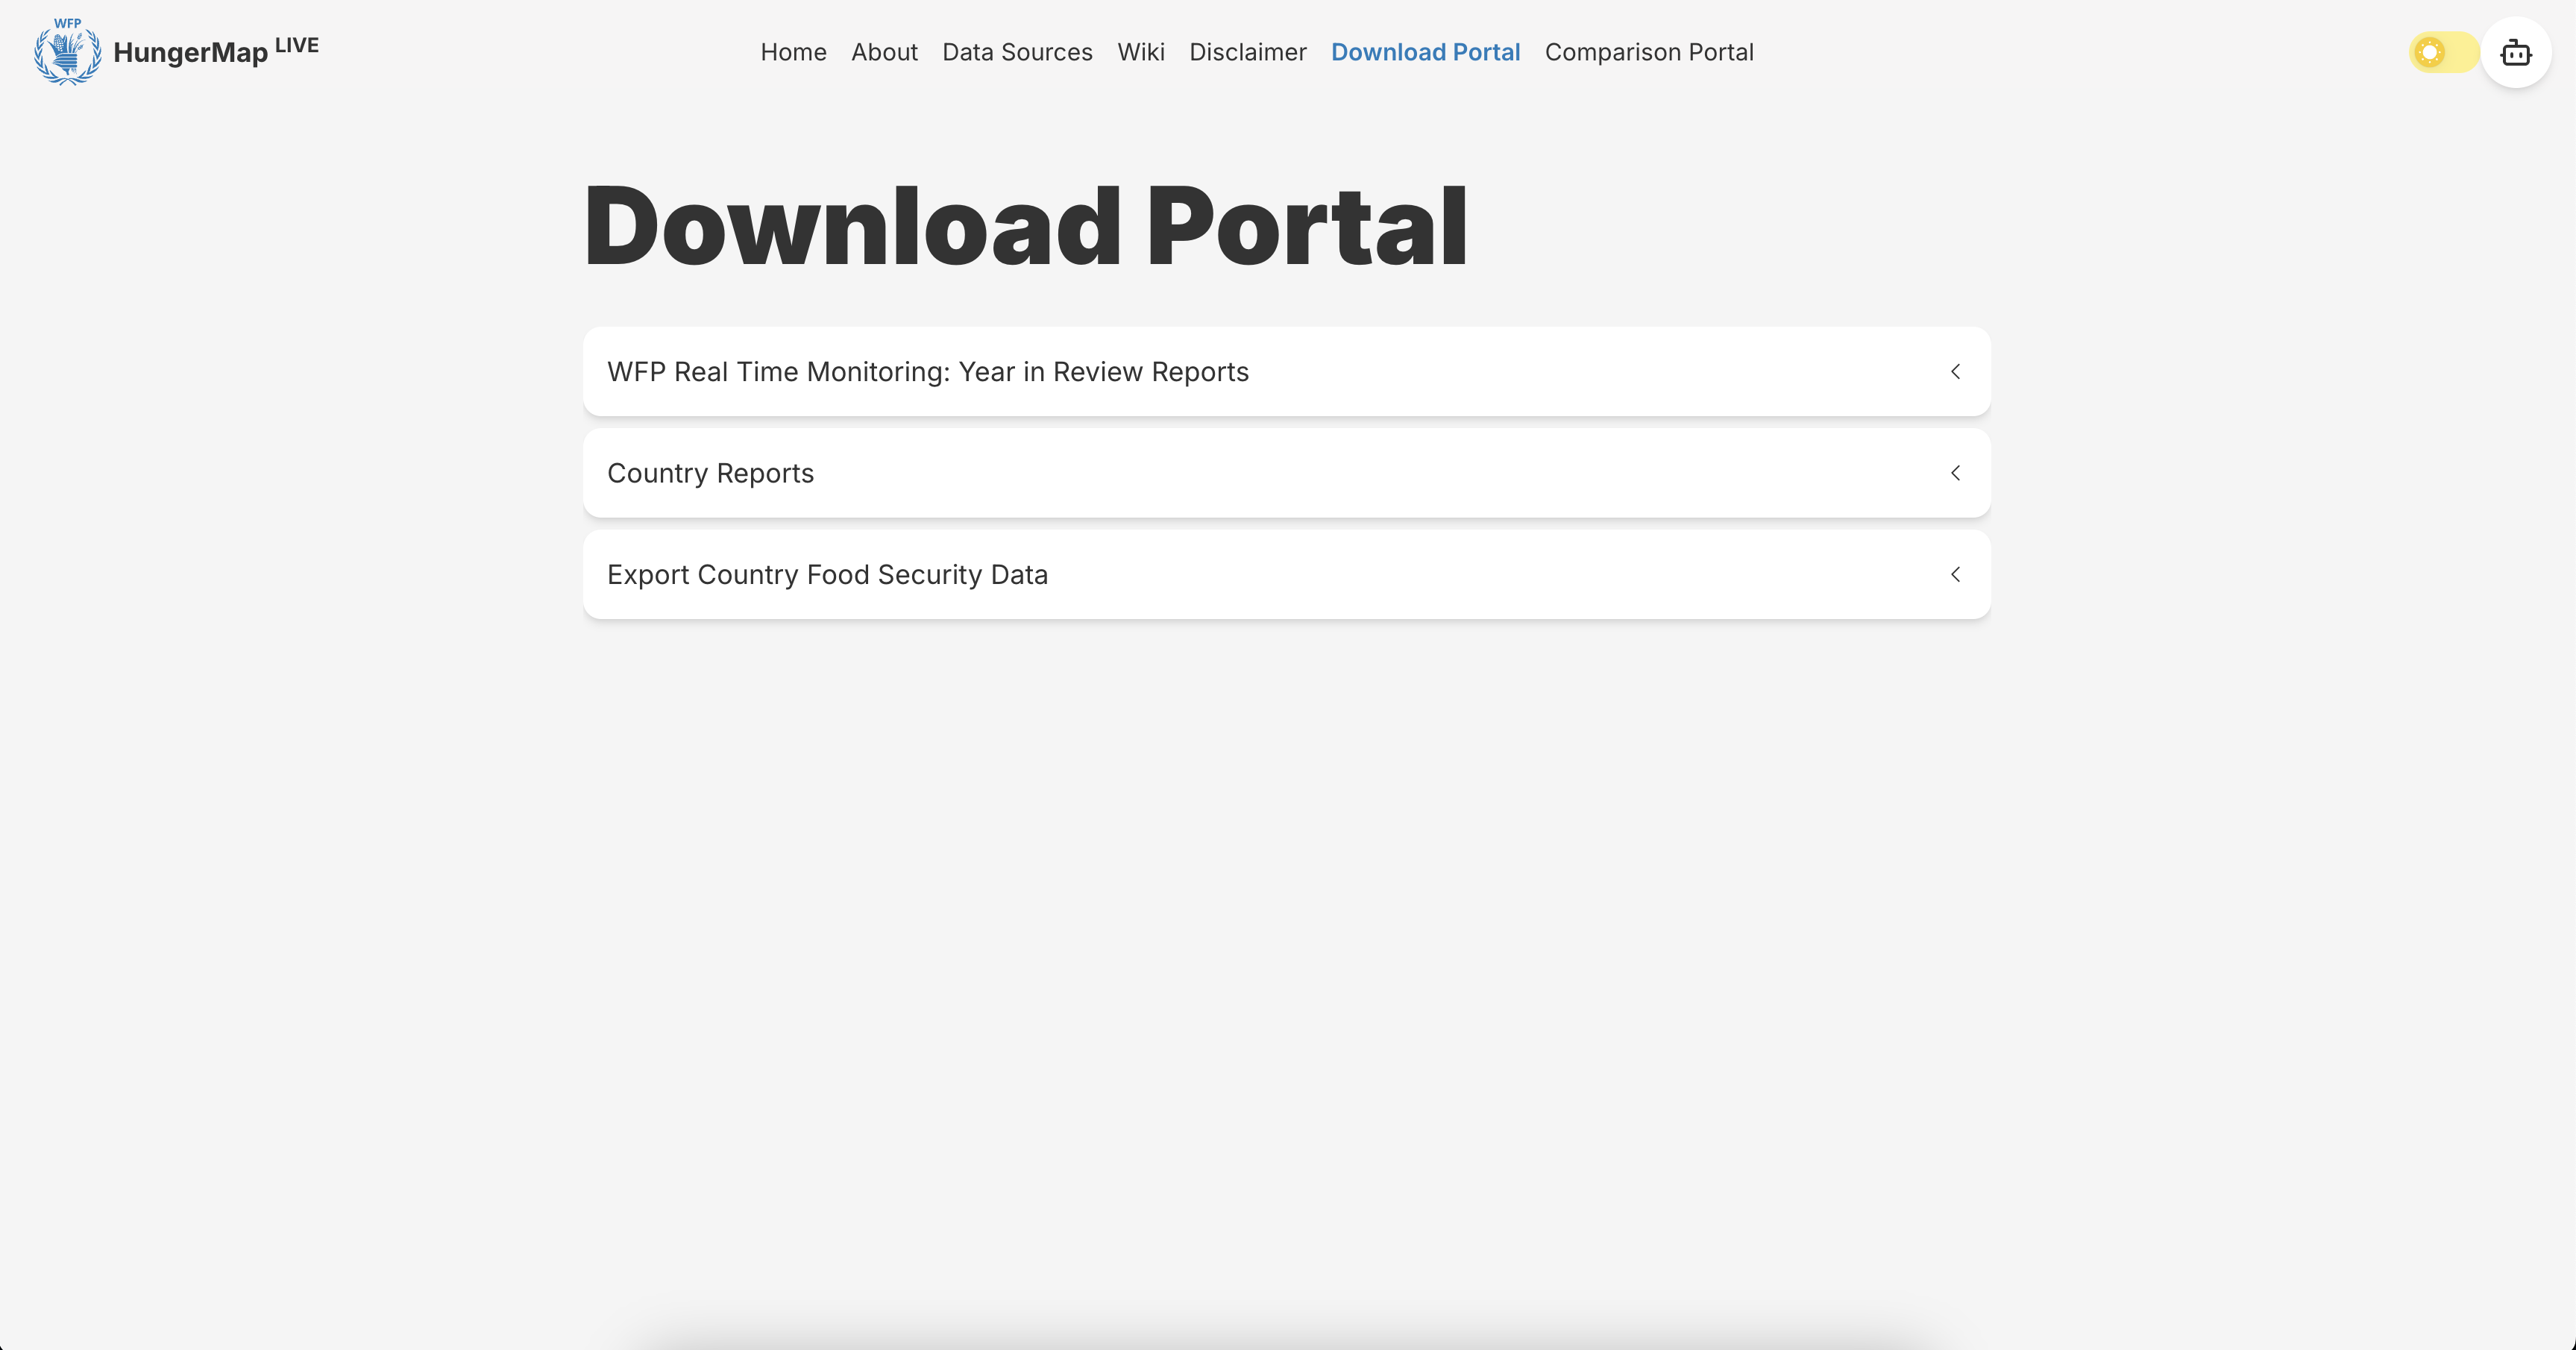 WFP
HungerMap LIVE
Home About Data Sources Wiki Disclaimer Download Portal Comparison Portal
Download Portal
WFP Real Time Monitoring: Year in Review Reports
Country Reports
Export Country Food Security Data